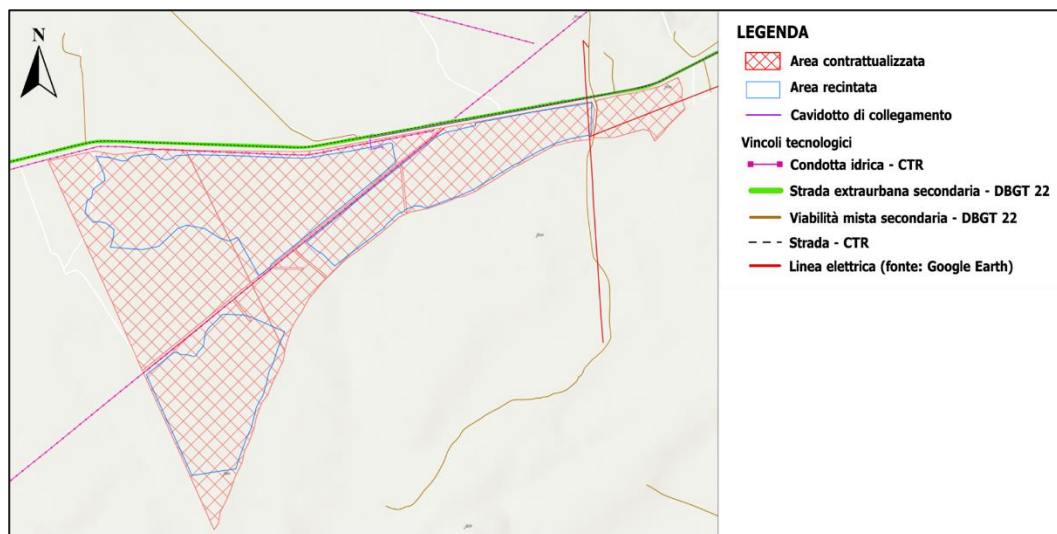 N
LEGENDA
Area contrattualizzata
Area recintata
Cavidotto di collegamento
Vincoli tecnologici
Condotta idrica - CTR
Strada extraurbana secondaria - DBGT 22
Viabilità mista secondaria - DBGT 22
Strada - CTR
Linea elettrica (fonte: Google Earth)